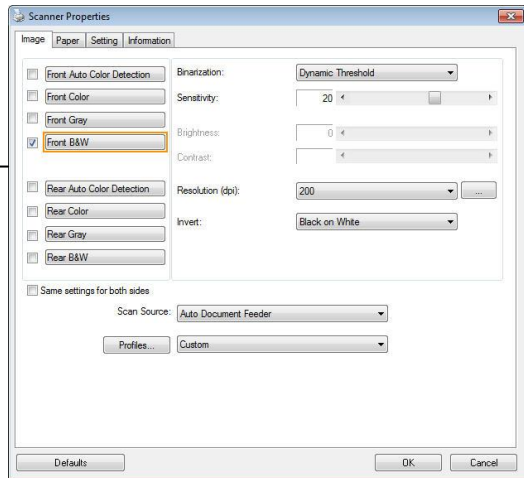 Scanner Properties
Image Paper Setting Information
Front Auto Color Detection
Front Color
Front Gray
Front B&W
Rear Auto Color Detection
Rear Color
Rear Gray
Rear B&W
Binarization: Dynamic Threshold
Sensitivity: 20
Brightness: 0
Contrast:
Resolution (dpi): 200 ...
Invert: Black on White
Same settings for both sides
Scan Source: Auto Document Feeder
Profiles... Custom
Defaults OK Cancel